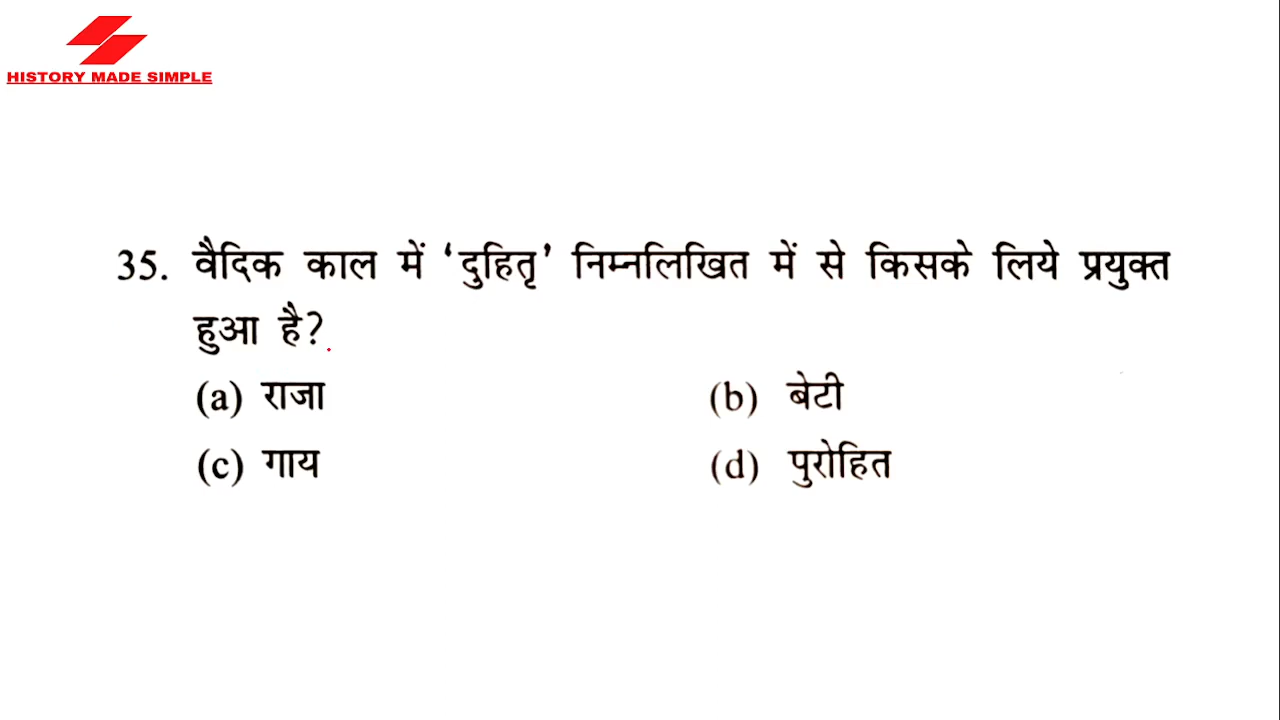 HISTORY MADE SIMPLE
35. वैदिक काल में ‘दुहितृ’ निम्नलिखित में से किसके लिये प्रयुक्त
हुआ है?
(a) राजा (b) बेटी
(c) गाय (d) पुरोहित